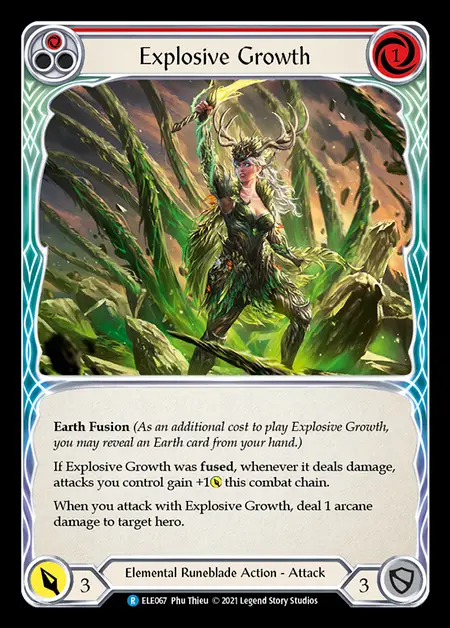 Explosive Growth
1
Earth Fusion (As an additional cost to play Explosive Growth,
you may reveal an Earth card from your hand.)
If Explosive Growth was fused, whenever it deals damage,
attacks you control gain +1 this combat chain.
When you attack with Explosive Growth, deal 1 arcane
damage to target hero.
3
Elemental Runeblade Action - Attack
3
R ELE067 Phu Thieu © 2021 Legend Story Studios